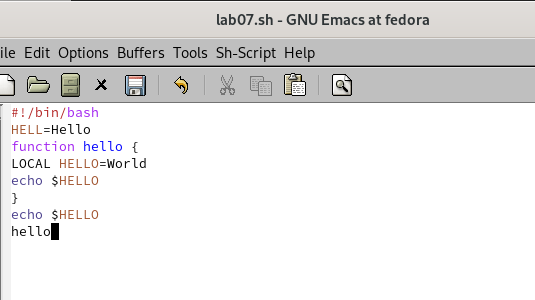 lab07.sh - GNU Emacs at fedora
ile Edit Options Buffers Tools Sh-Script Help
#!/bin/bash
HELL=Hello
function hello {
LOCAL HELLO=World
echo $HELLO
}
echo $HELLO
hello